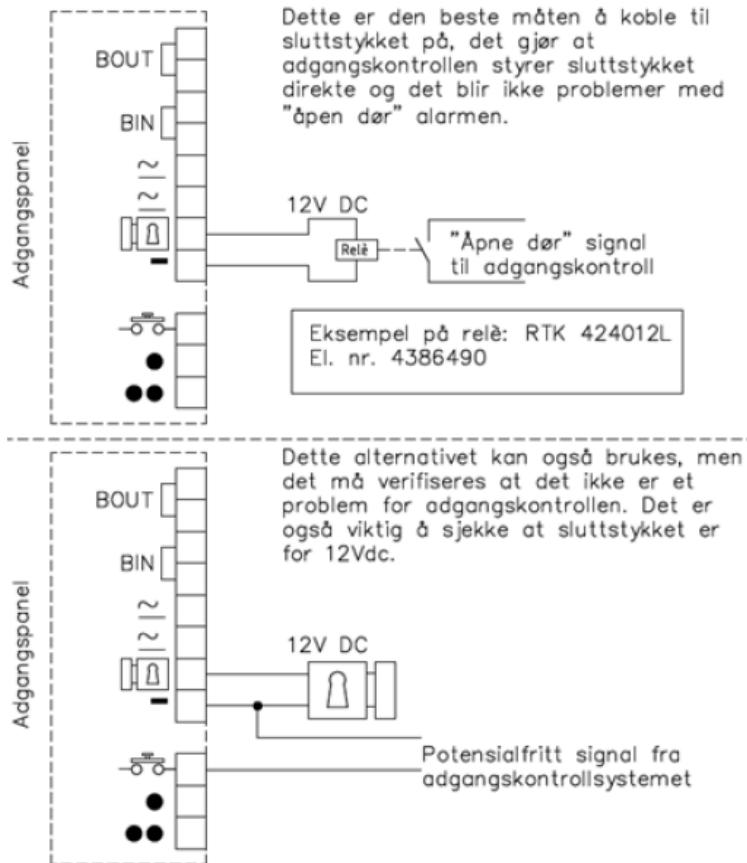 Dette er den beste måten å koble til
sluttstykket på, det gjør at
adgangskontrollen styrer sluttstykket
direkte og det blir ikke problemer med
"åpen dør" alarmen.
Adgangspanel
BOUT
BIN
12V DC
Relè
"Åpne dør" signal
til adgangskontroll
Eksempel på relè: RTK 424012L
El. nr. 4386490
Dette alternativet kan også brukes, men
det må verifiseres at det ikke er et
problem for adgangskontrollen. Det er
også viktig å sjekke at sluttstykket er
for 12Vdc.
Adgangspanel
BOUT
BIN
12V DC
Potensialfritt signal fra
adgangskontrollsystemet